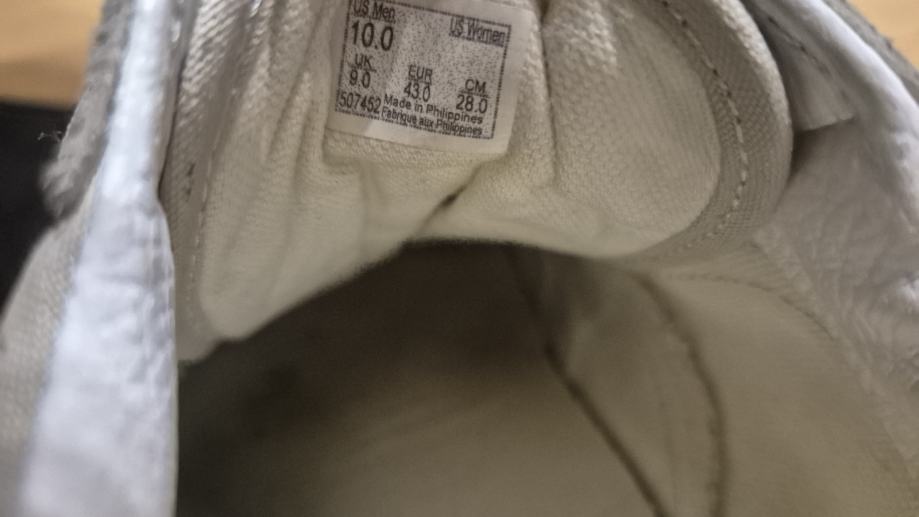 US Men US Women
10.0
UK EUR CM
9.0 43.0 28.0
507452 Made in Philippines
Fabrique aux Philippines